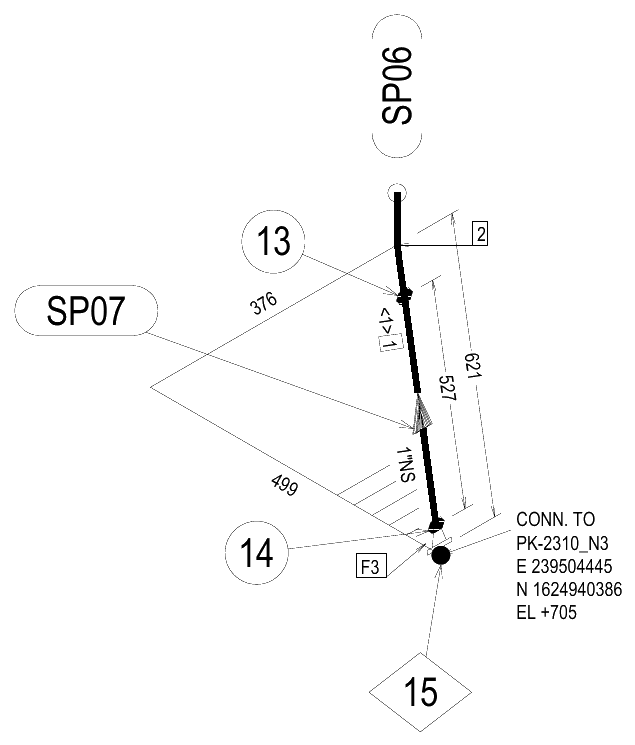 SP06
2
13
376
SP07
<1> 1
621
527
1"NS
499
14
F3
CONN. TO
PK-2310_N3
E 239504445
N 1624940386
EL +705
15